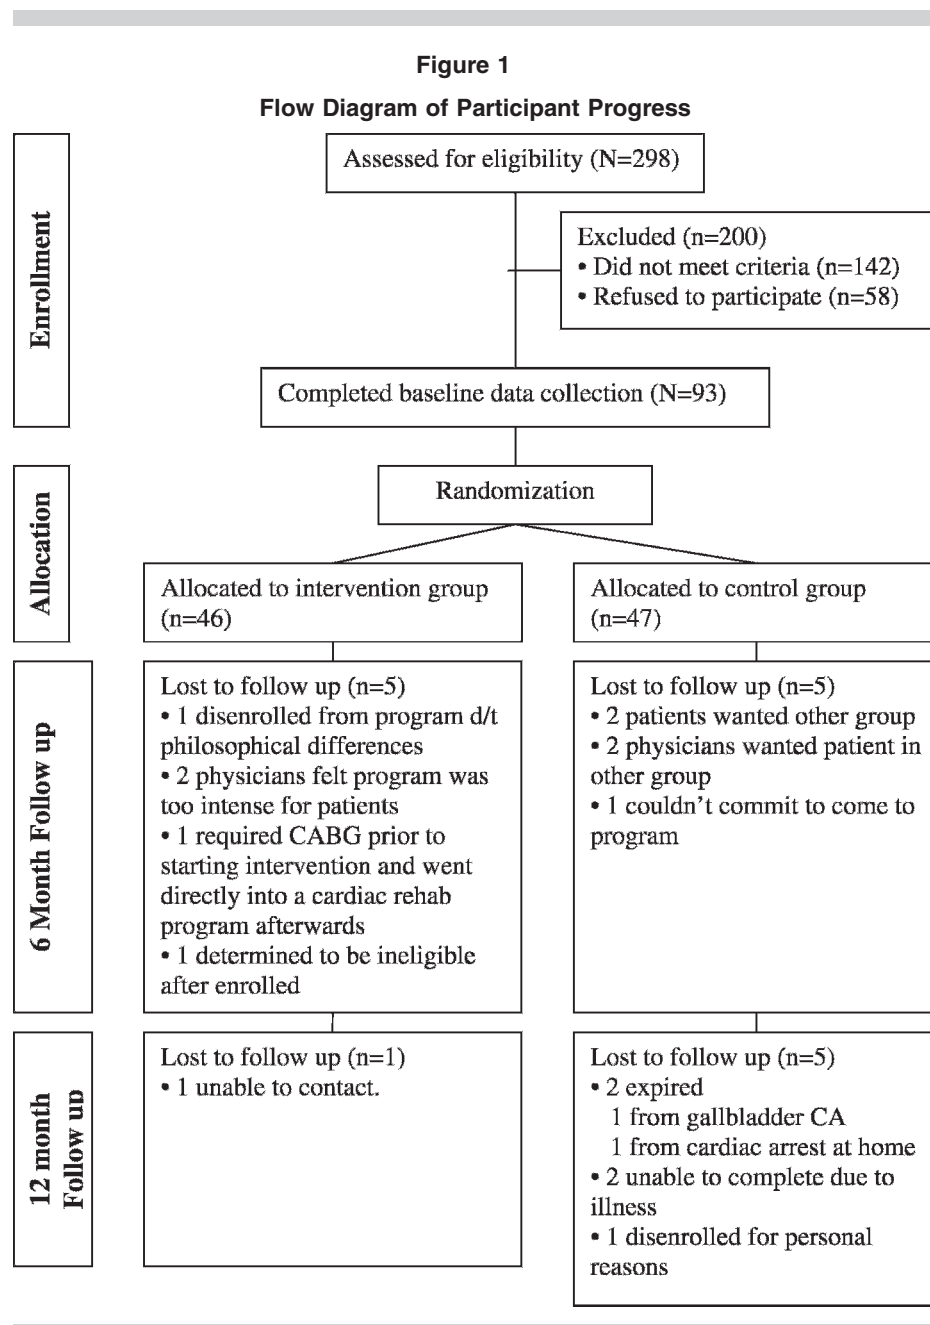 Figure 1
Flow Diagram of Participant Progress
Enrollment
Assessed for eligibility (N=298)
Excluded (n=200)
• Did not meet criteria (n=142)
• Refused to participate (n=58)
Completed baseline data collection (N=93)
Allocation
Randomization
Allocated to intervention group
(n=46)
Allocated to control group
(n=47)
6 Month Follow up
Lost to follow up (n=5)
• 1 disenrolled from program d/t
philosophical differences
• 2 physicians felt program was
too intense for patients
• 1 required CABG prior to
starting intervention and went
directly into a cardiac rehab
program afterwards
• 1 determined to be ineligible
after enrolled
Lost to follow up (n=5)
• 2 patients wanted other group
• 2 physicians wanted patient in
other group
• 1 couldn't commit to come to
program
12 month
Follow up
Lost to follow up (n=1)
• 1 unable to contact.
Lost to follow up (n=5)
• 2 expired
1 from gallbladder CA
1 from cardiac arrest at home
• 2 unable to complete due to
illness
• 1 disenrolled for personal
reasons